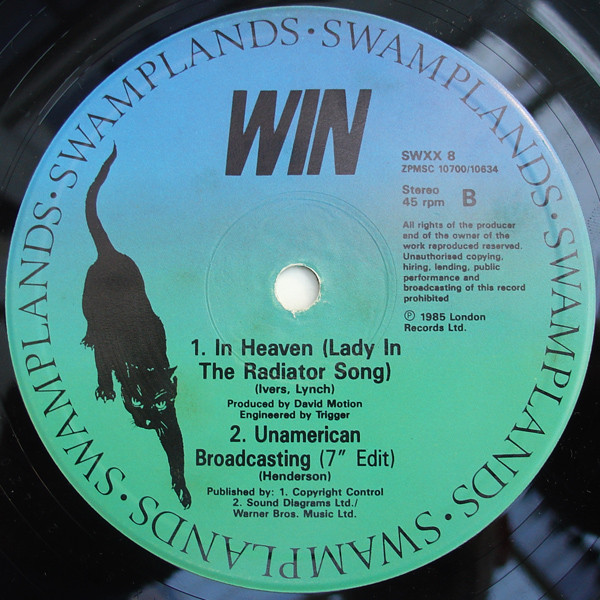 SWAMPLANDS · SWAMPLANDS · SWAMPLANDS · SWAMPLANDS · SWAMPLANDS · SWAMPLANDS ·
WIN
SWXX 8
ZPMSC 10700/10634
Stereo
45 rpm B
All rights of the producer
and of the owner of the
work reproduced reserved.
Unauthorised copying,
hiring, lending, public
performance and
broadcasting of this record
prohibited
℗ 1985 London
Records Ltd.
1. In Heaven (Lady In
The Radiator Song)
(Ivers, Lynch)
Produced by David Motion
Engineered by Trigger
2. Unamerican
Broadcasting (7" Edit)
(Henderson)
Published by: 1. Copyright Control
2. Sound Diagrams Ltd./
Warner Bros. Music Ltd.